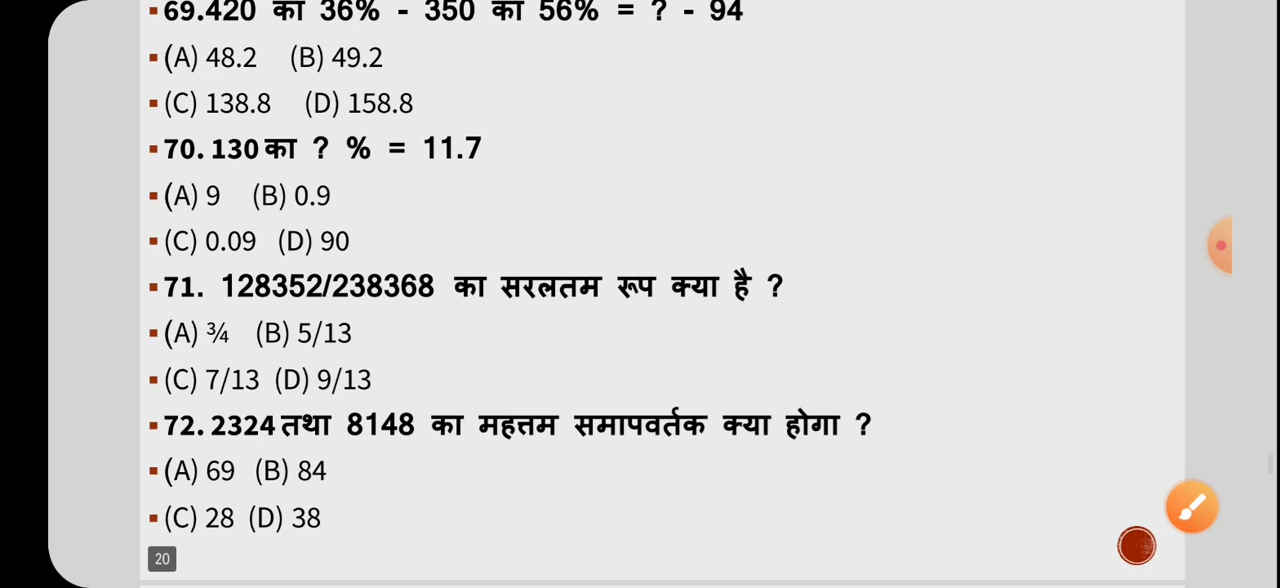 69.420 का 36% - 350 का 56% = ? - 94
(A) 48.2 (B) 49.2
(C) 138.8 (D) 158.8
70. 130 का ? % = 11.7
(A) 9 (B) 0.9
(C) 0.09 (D) 90
71. 128352/238368 का सरलतम रूप क्या है ?
(A) ¾ (B) 5/13
(C) 7/13 (D) 9/13
72. 2324 तथा 8148 का महत्तम समापवर्तक क्या होगा ?
(A) 69 (B) 84
(C) 28 (D) 38
20